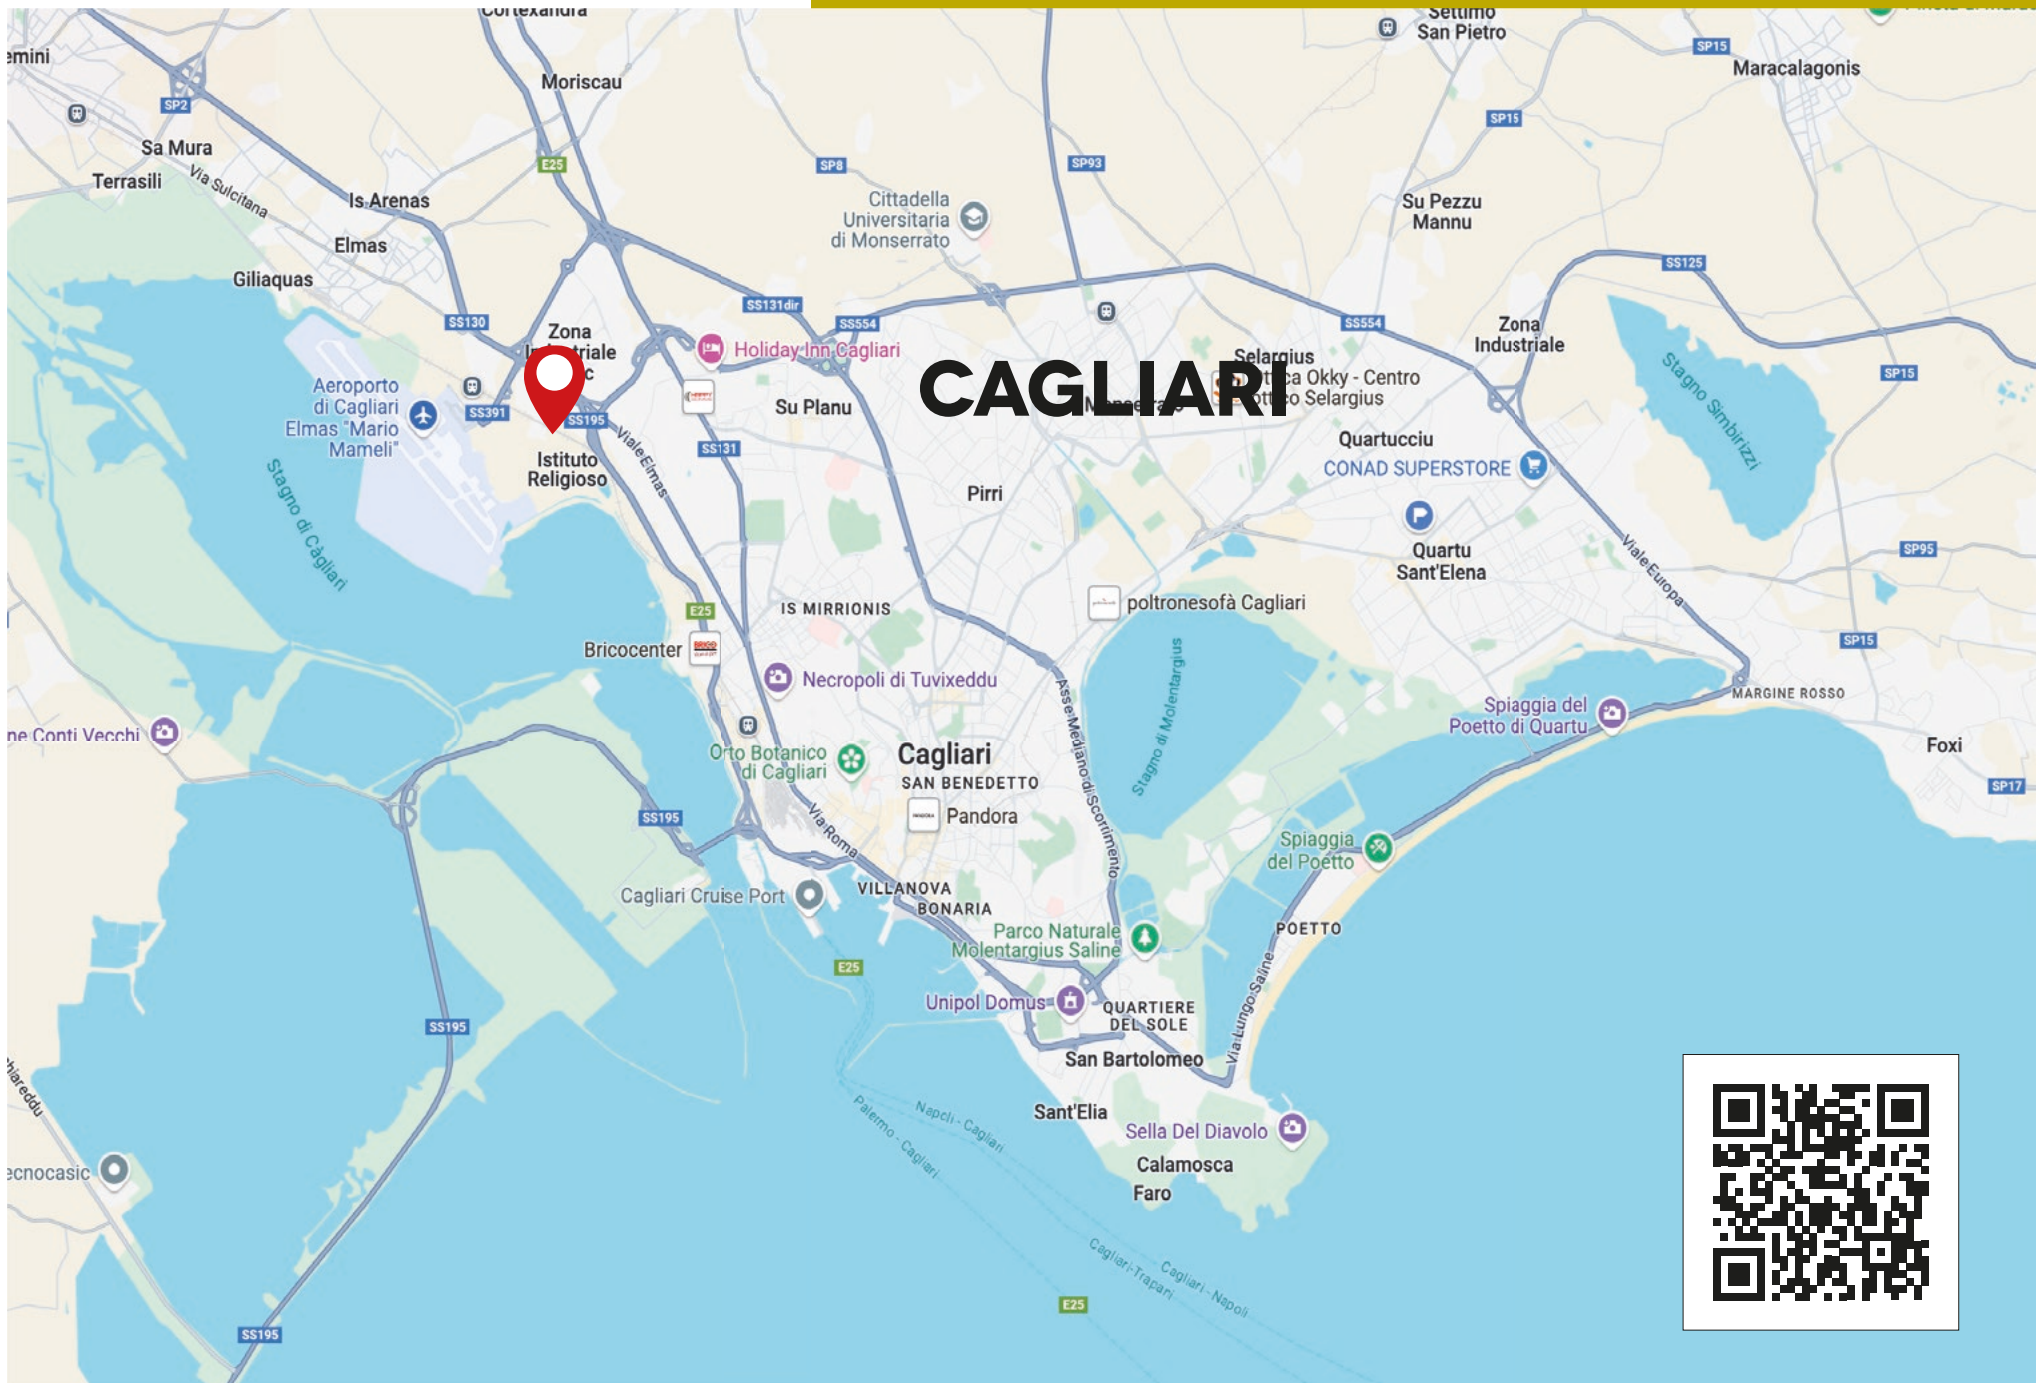 Settimo
San Pietro
SP15
Maracalagonis
Moriscau
SP2
SP15
Sa Mura
E25
SP8
SP93
Terrasili
Via Sulcitana
Is Arenas
Cittadella
Universitaria
di Monserrato
Su Pezzu
Mannu
Elmas
Giliaquas
SS125
SS131dir
SS130
SS554
SS554
Zona
Industriale
Zona
Holiday Inn Cagliari
Selargius
CAGLIARI
Stagno Simbirizzi
SP15
Aeroporto
di Cagliari
Elmas "Mario
Mameli"
SS391
SS195
Su Planu
Quartucciu
Viale Elmas
SS131
Istituto
Religioso
CONAD SUPERSTORE
Stagno di Càgliari
Pirri
Quartu
Sant'Elena
Viale Europa
SP95
E25
IS MIRRIONIS
poltronesofà Cagliari
SP15
Bricocenter
BRICO
Necropoli di Tuvixeddu
Asse Mediano di Scorrimento
Stagno di Molentargius
MARGINE ROSSO
Spiaggia del
Poetto di Quartu
ne Conti Vecchi
Orto Botanico
di Cagliari
Cagliari
SAN BENEDETTO
Foxi
SP17
Pandora
SS195
Via Roma
Spiaggia
del Poetto
Cagliari Cruise Port
VILLANOVA
BONARIA
POETTO
Parco Naturale
Molentargius Saline
E25
Via Lungo Saline
Unipol Domus
QUARTIERE
DEL SOLE
SS195
San Bartolomeo
Sant'Elia
Napoli - Cagliari
Palermo - Cagliari
Sella Del Diavolo
Calamosca
Faro
ecnocasic
Cagliari-Trapani
Cagliari - Napoli
E25
SS195